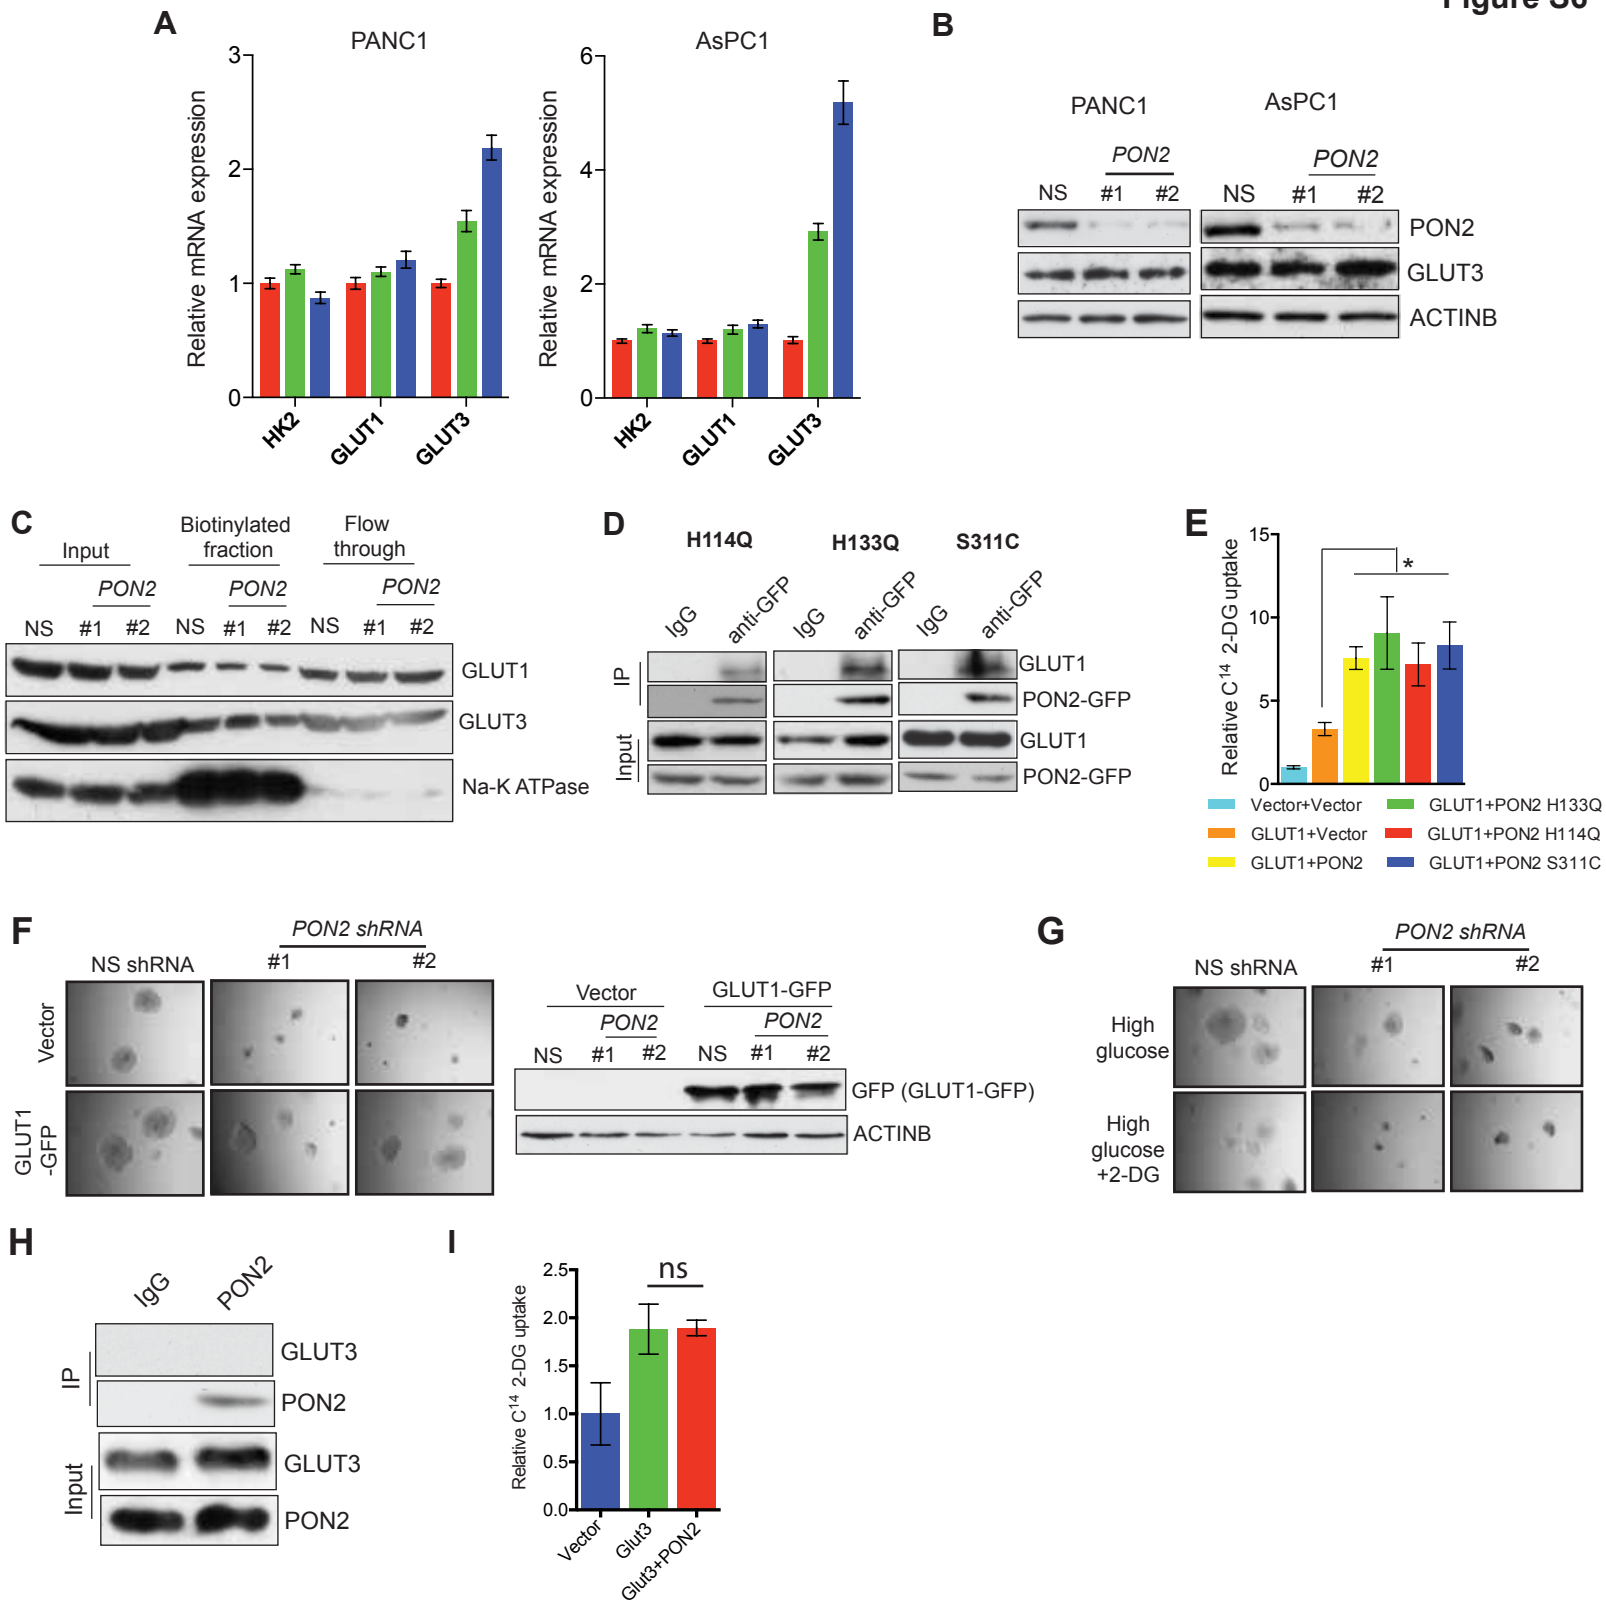 Figure S6
A
PANC1
Relative mRNA expression
3
2
1
0
HK2
GLUT1
GLUT3
AsPC1
Relative mRNA expression
6
4
2
0
HK2
GLUT1
GLUT3
B
PANC1
AsPC1
PON2
PON2
NS #1 #2
NS #1 #2
PON2
GLUT3
ACTINB
C
Input
Biotinylated fraction
Flow through
PON2
PON2
PON2
NS #1 #2 NS #1 #2 NS #1 #2
GLUT1
GLUT3
Na-K ATPase
D
H114Q
H133Q
S311C
IgG
anti-GFP
IgG
anti-GFP
IgG
anti-GFP
IP
GLUT1
PON2-GFP
Input
GLUT1
PON2-GFP
E
Relative C14 2-DG uptake
15
10
5
0
*
Vector+Vector
GLUT1+Vector
GLUT1+PON2
GLUT1+PON2 H133Q
GLUT1+PON2 H114Q
GLUT1+PON2 S311C
F
PON2 shRNA
NS shRNA
#1
#2
Vector
GLUT1
-GFP
Vector
GLUT1-GFP
PON2
PON2
NS #1 #2 NS #1 #2
GFP (GLUT1-GFP)
ACTINB
G
PON2 shRNA
NS shRNA
#1
#2
High
glucose
High
glucose
+2-DG
H
IgG
PON2
IP
GLUT3
PON2
Input
GLUT3
PON2
I
Relative C14 2-DG uptake
2.5
2.0
1.5
1.0
0.5
0.0
ns
Vector
Glut3
Glut3+PON2